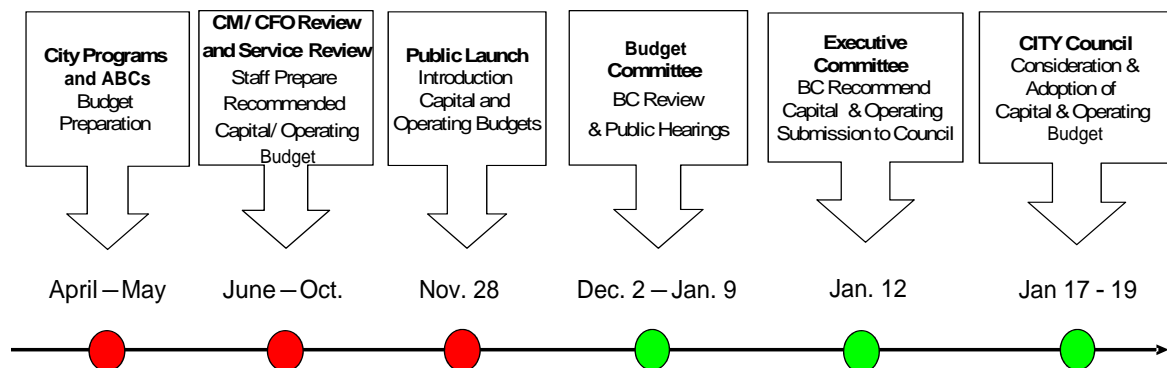 City Programs
and ABCs
Budget
Preparation
CM / CFO Review
and Service Review
Staff Prepare
Recommended
Capital/ Operating
Budget
Public Launch
Introduction
Capital and
Operating Budgets
Budget
Committee
BC Review
& Public Hearings
Executive
Committee
BC Recommend
Capital & Operating
Submission to Council
CITY Council
Consideration &
Adoption of
Capital & Operating
Budget
April – May
June – Oct.
Nov. 28
Dec. 2 – Jan. 9
Jan. 12
Jan 17 - 19